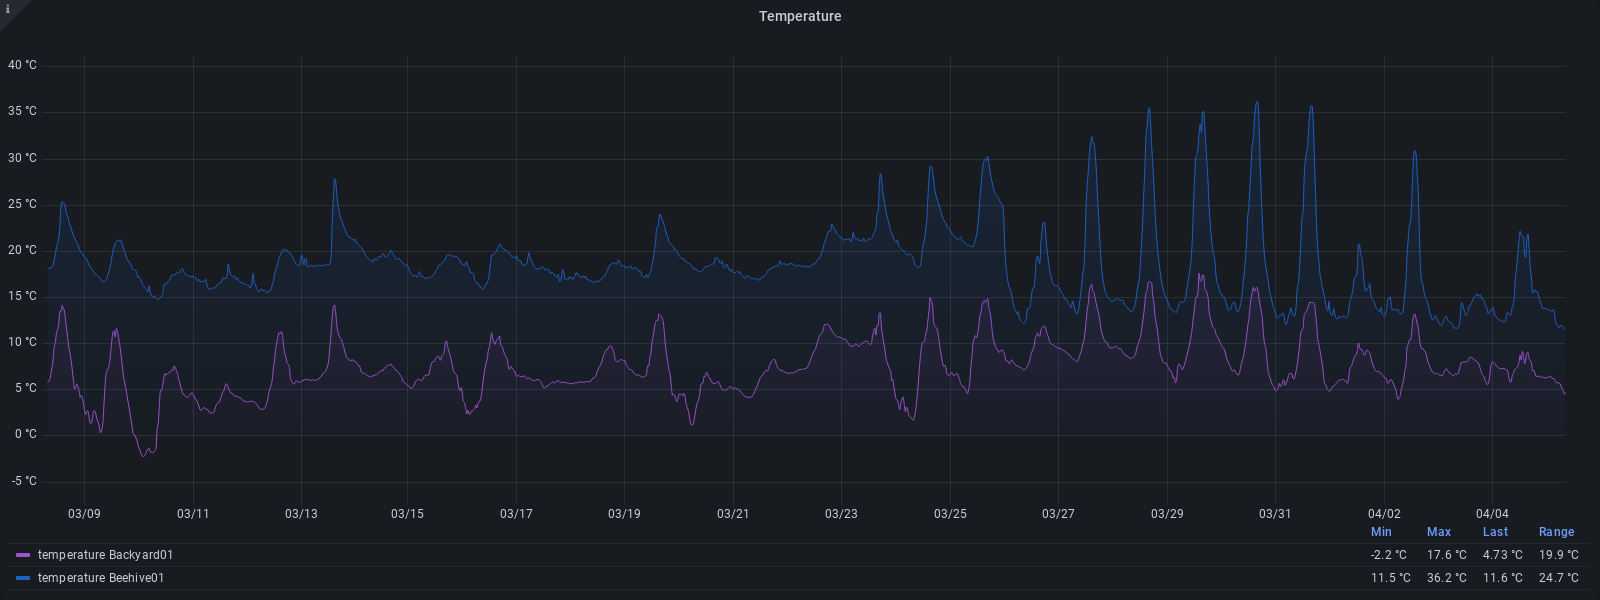 i
Temperature
40 °C
35 °C
30 °C
25 °C
20 °C
15 °C
10 °C
5 °C
0 °C
-5 °C
03/09 03/11 03/13 03/15 03/17 03/19 03/21 03/23 03/25 03/27 03/29 03/31 04/02 04/04
Min Max Last Range
temperature Backyard01 -2.2 °C 17.6 °C 4.73 °C 19.9 °C
temperature Beehive01 11.5 °C 36.2 °C 11.6 °C 24.7 °C